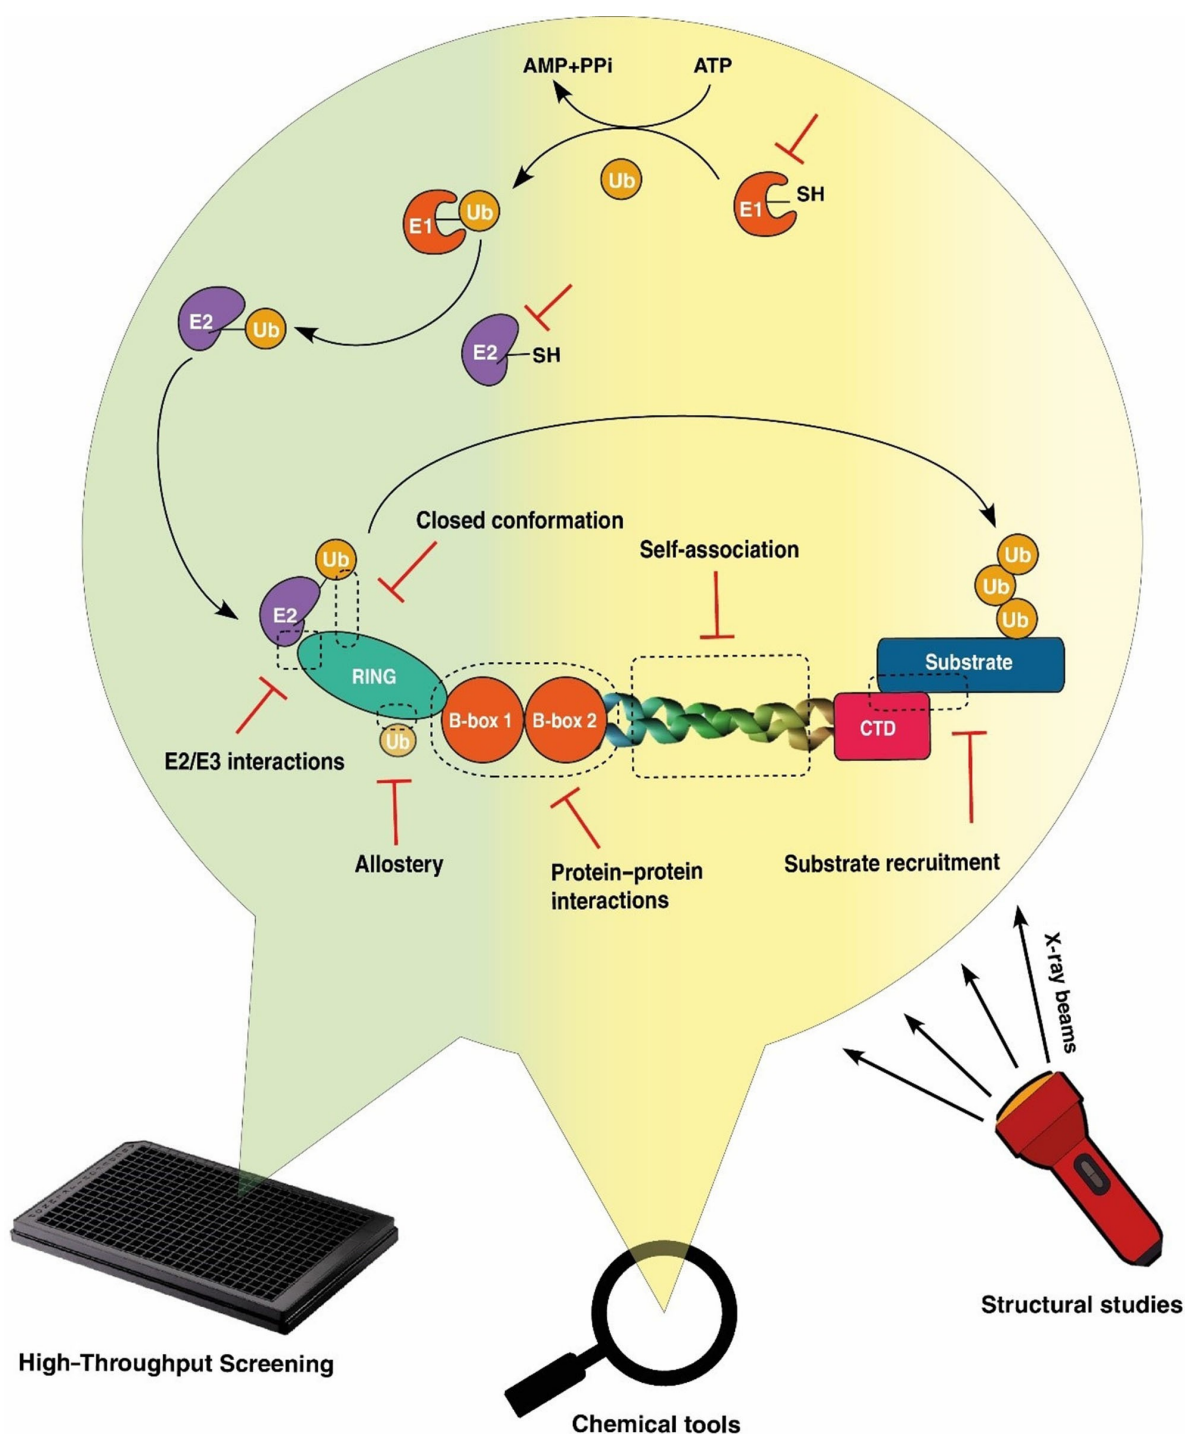 AMP+PPi
ATP
Ub
E1
SH
E1
Ub
E2
Ub
E2
SH
Closed conformation
Self-association
Ub
E2
RING
Ub
B-box 1
B-box 2
CTD
Substrate
Ub
Ub
Ub
E2/E3 interactions
Allostery
Protein–protein
interactions
Substrate recruitment
X-ray beams
Structural studies
High-Throughput Screening
Chemical tools